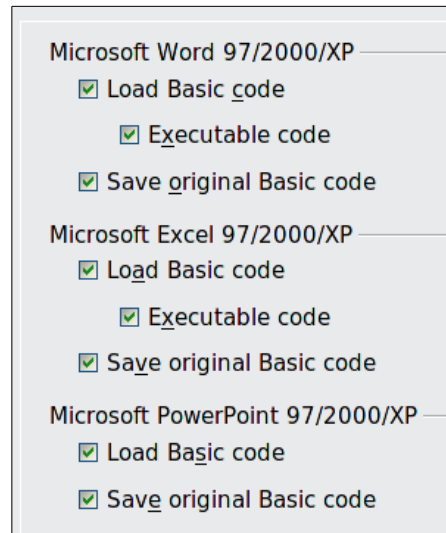 Microsoft Word 97/2000/XP
Load Basic code
Executable code
Save original Basic code
Microsoft Excel 97/2000/XP
Load Basic code
Executable code
Save original Basic code
Microsoft PowerPoint 97/2000/XP
Load Basic code
Save original Basic code